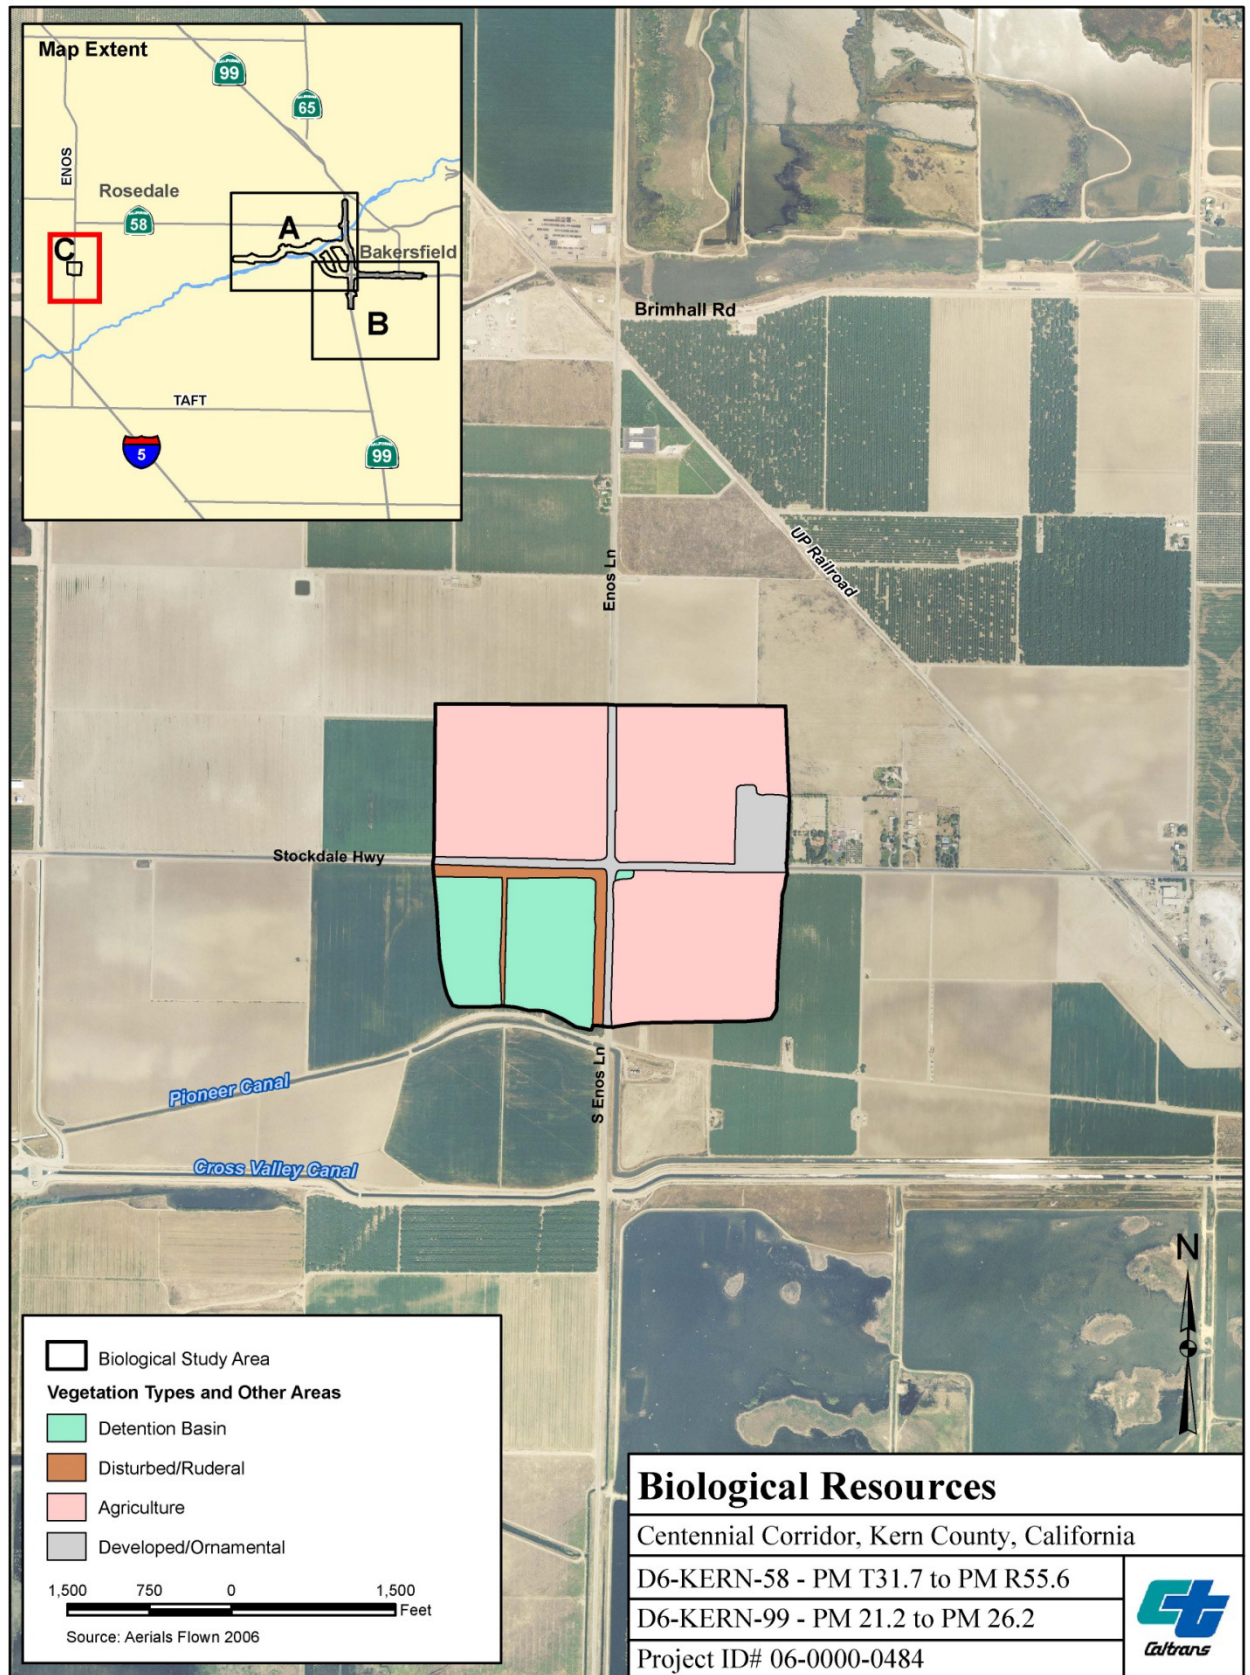 Map Extent
99
65
ENOS
Rosedale
58
A
C
Bakersfield
B
TAFT
5
99
Brimhall Rd
Enos Ln
UP Railroad
Stockdale Hwy
S Enos Ln
Pioneer Canal
Cross Valley Canal
N
Biological Study Area
Vegetation Types and Other Areas
Detention Basin
Disturbed/Ruderal
Agriculture
Developed/Ornamental
1,500 750 0 1,500
Feet
Source: Aerials Flown 2006
Biological Resources
Centennial Corridor, Kern County, California
D6-KERN-58 - PM T31.7 to PM R55.6
D6-KERN-99 - PM 21.2 to PM 26.2
Project ID# 06-0000-0484
ct
Caltrans